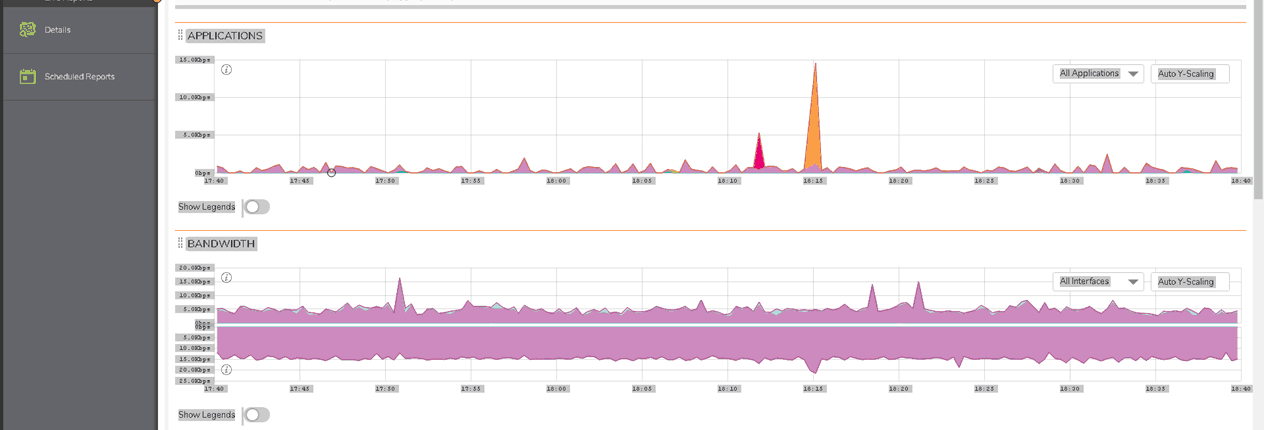 Details
Scheduled Reports
APPLICATIONS
15.0Kbps
10.0Kbps
5.0Kbps
0bps
All Applications
Auto Y-Scaling
17:40 17:45 17:50 17:55 18:00 18:05 18:10 18:15 18:20 18:25 18:30 18:35 18:40
Show Legends
BANDWIDTH
20.0Kbps
15.0Kbps
10.0Kbps
5.0Kbps
0bps
All Interfaces
Auto Y-Scaling
0bps
5.0Kbps
10.0Kbps
15.0Kbps
20.0Kbps
25.0Kbps
17:40 17:45 17:50 17:55 18:00 18:05 18:10 18:15 18:20 18:25 18:30 18:35 18:40
Show Legends